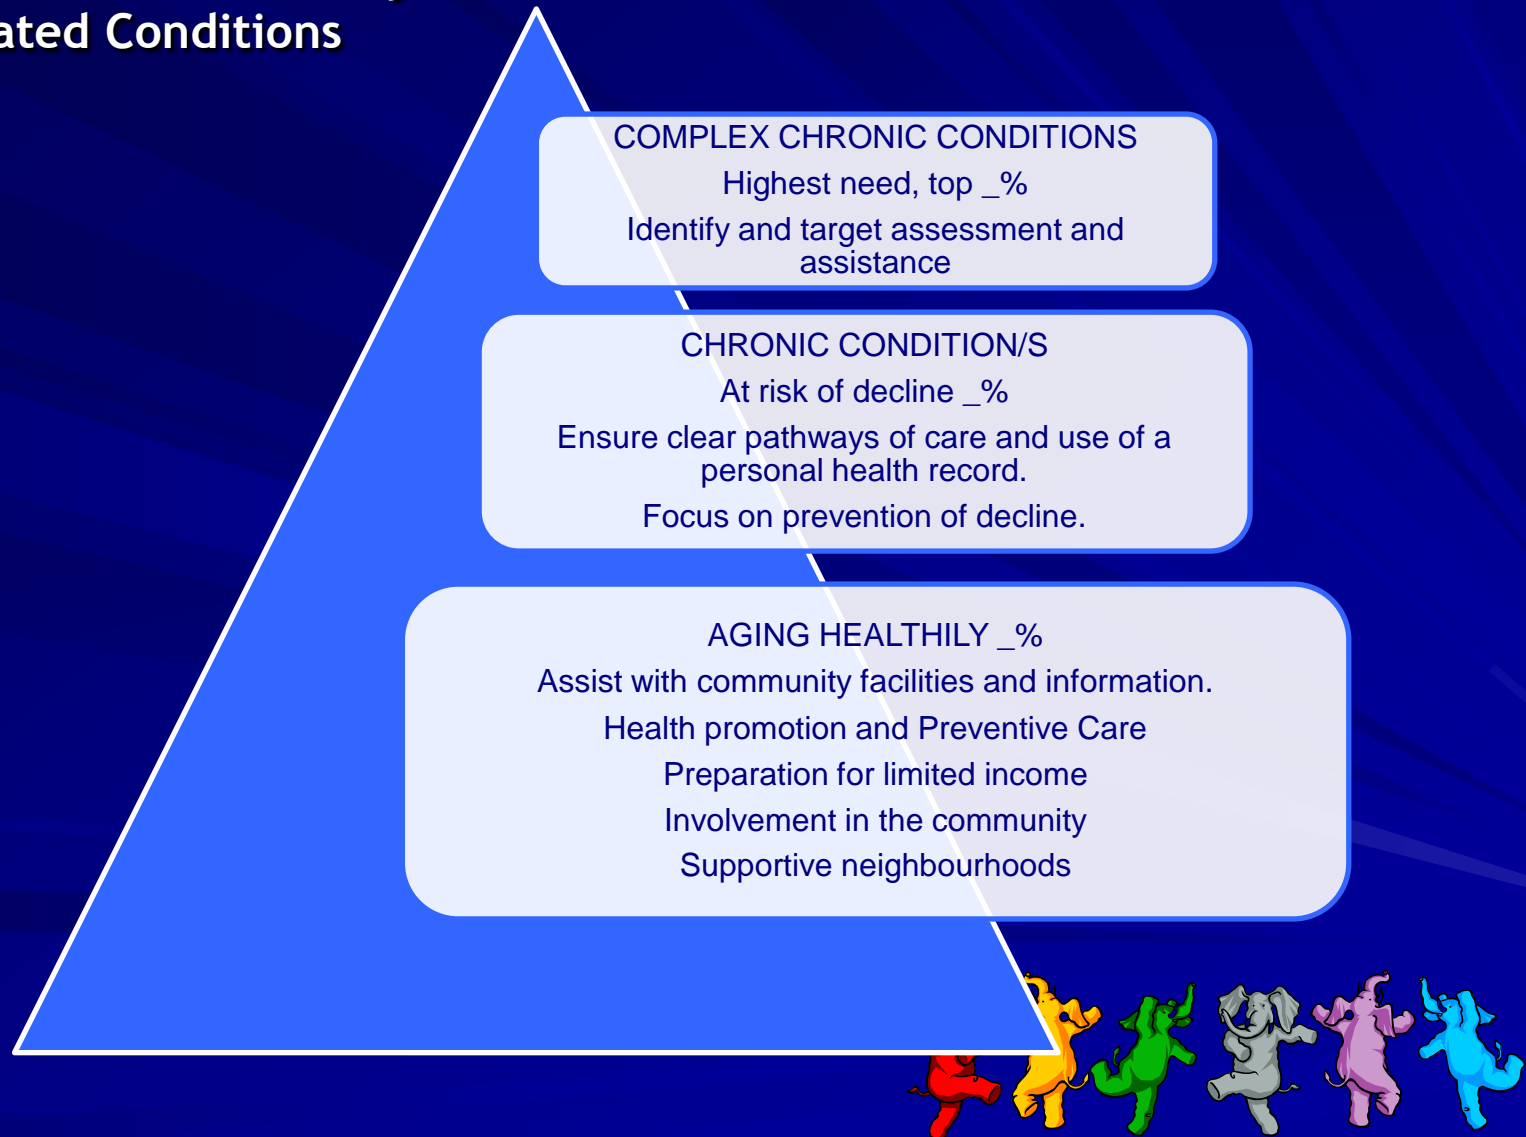 ated Conditions
COMPLEX CHRONIC CONDITIONS
Highest need, top _%
Identify and target assessment and
assistance
CHRONIC CONDITION/S
At risk of decline _%
Ensure clear pathways of care and use of a
personal health record.
Focus on prevention of decline.
AGING HEALTHILY _%
Assist with community facilities and information.
Health promotion and Preventive Care
Preparation for limited income
Involvement in the community
Supportive neighbourhoods